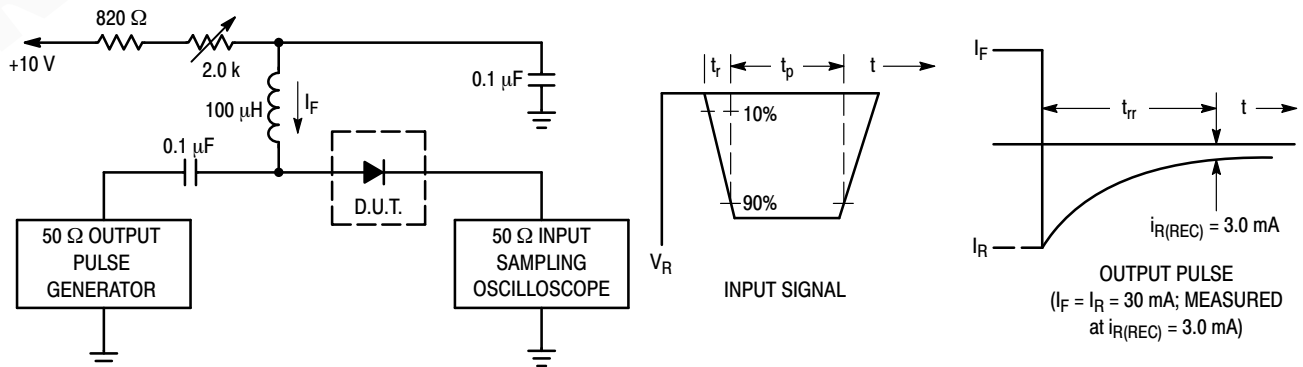 820 Ω
+10 V
2.0 k
100 μH
I_F
0.1 μF
0.1 μF
D.U.T.
50 Ω OUTPUT
PULSE
GENERATOR
50 Ω INPUT
SAMPLING
OSCILLOSCOPE
t_r
t_p
t
10%
90%
V_R
INPUT SIGNAL
I_F
t_rr
t
I_R
i_R(REC) = 3.0 mA
OUTPUT PULSE
(I_F = I_R = 30 mA; MEASURED
at i_R(REC) = 3.0 mA)